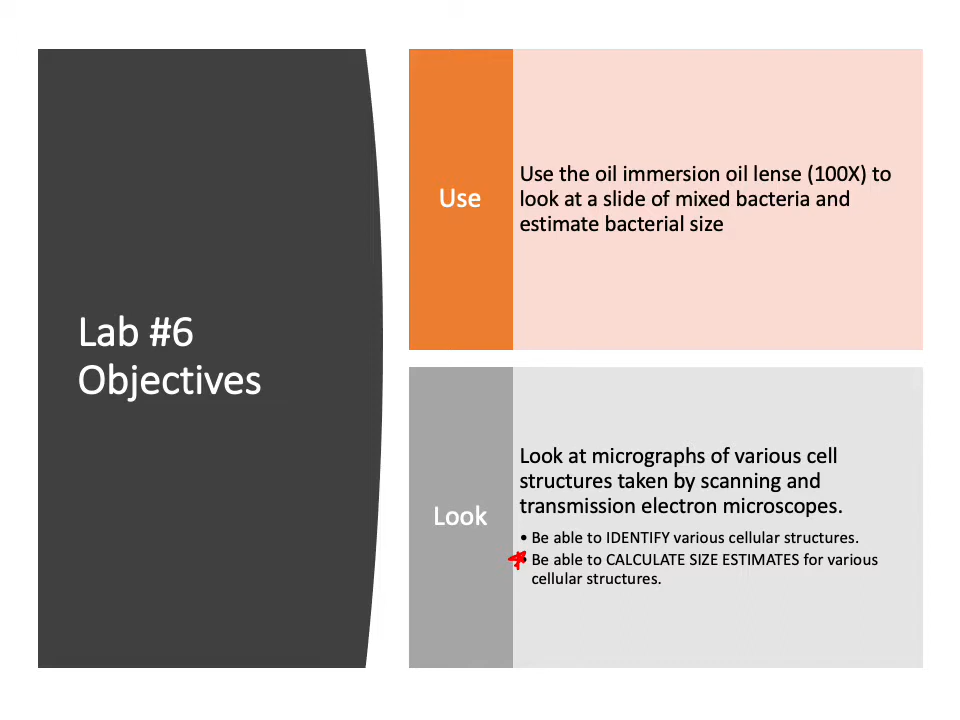 Lab #6
Objectives
Use
Use the oil immersion oil lense (100X) to
look at a slide of mixed bacteria and
estimate bacterial size
Look
Look at micrographs of various cell
structures taken by scanning and
transmission electron microscopes.
• Be able to IDENTIFY various cellular structures.
• Be able to CALCULATE SIZE ESTIMATES for various
cellular structures.